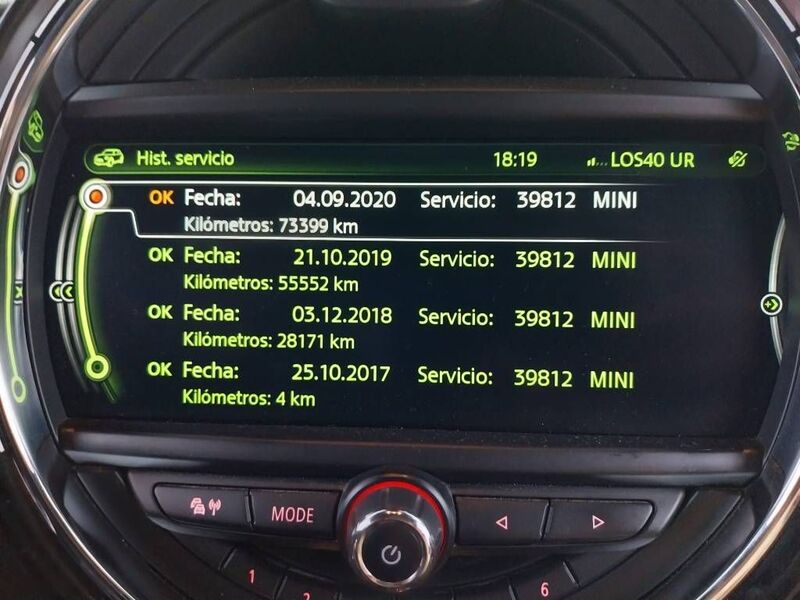 Hist. servicio 18:19 LOS40 UR
OK Fecha: 04.09.2020 Servicio: 39812 MINI
Kilómetros: 73399 km
OK Fecha: 21.10.2019 Servicio: 39812 MINI
Kilómetros: 55552 km
OK Fecha: 03.12.2018 Servicio: 39812 MINI
Kilómetros: 28171 km
OK Fecha: 25.10.2017 Servicio: 39812 MINI
Kilómetros: 4 km
MODE
1 2 6